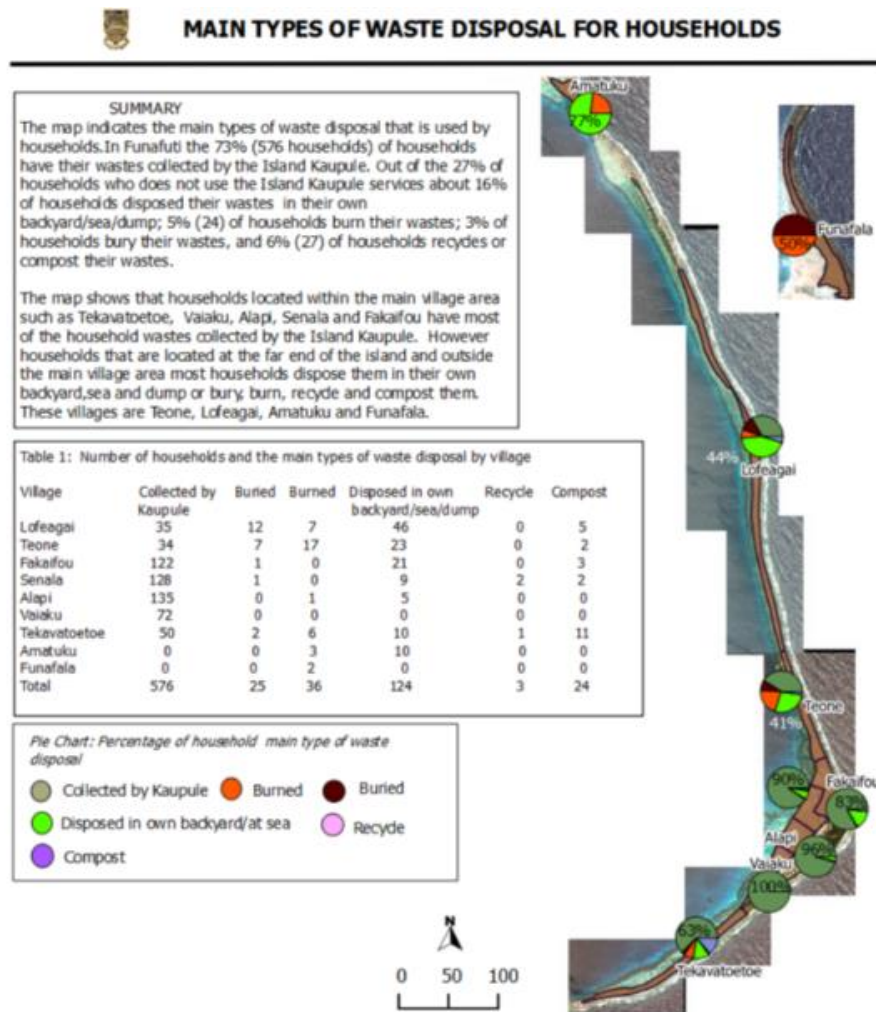 MAIN TYPES OF WASTE DISPOSAL FOR HOUSEHOLDS
SUMMARY
The map indicates the main types of waste disposal that is used by
households.In Funafuti the 73% (576 households) of households
have their wastes collected by the Island Kaupule. Out of the 27% of
households who does not use the Island Kaupule services about 16%
of households disposed their wastes in their own
backyard/sea/dump; 5% (24) of households burn their wastes; 3% of
households bury their wastes, and 6% (27) of households recycles or
compost their wastes.
The map shows that households located within the main village area
such as Tekavatoetoe, Vaiaku, Alapi, Senala and Fakaifou have most
of the household wastes collected by the Island Kaupule. However
households that are located at the far end of the island and outside
the main village area most households dispose them in their own
backyard,sea and dump or bury, burn, recycle and compost them.
These villages are Teone, Lofeagai, Amatuku and Funafala.
Table 1: Number of households and the main types of waste disposal by village
Village Collected by Kaupule Buried Burned Disposed in own backyard/sea/dump Recycle Compost
Lofeagai 35 12 7 46 0 5
Teone 34 7 17 23 0 2
Fakaifou 122 1 0 21 0 3
Senala 128 1 0 9 2 2
Alapi 135 0 1 5 0 0
Vaiaku 72 0 0 0 0 0
Tekavatoetoe 50 2 6 10 1 11
Amatuku 0 0 3 10 0 0
Funafala 0 0 2 0 0 0
Total 576 25 36 124 3 24
Pie Chart: Percentage of household main type of waste
disposal
Collected by Kaupule Burned Buried
Disposed in own backyard/at sea Recycle
Compost
N
0 50 100
Amatuku
77%
Funafala
50%
44%
Lofeagai
Teone
41%
90%
Fakaifou
83%
Alapi
96%
Vaiaku
100%
63%
Tekavatoetoe